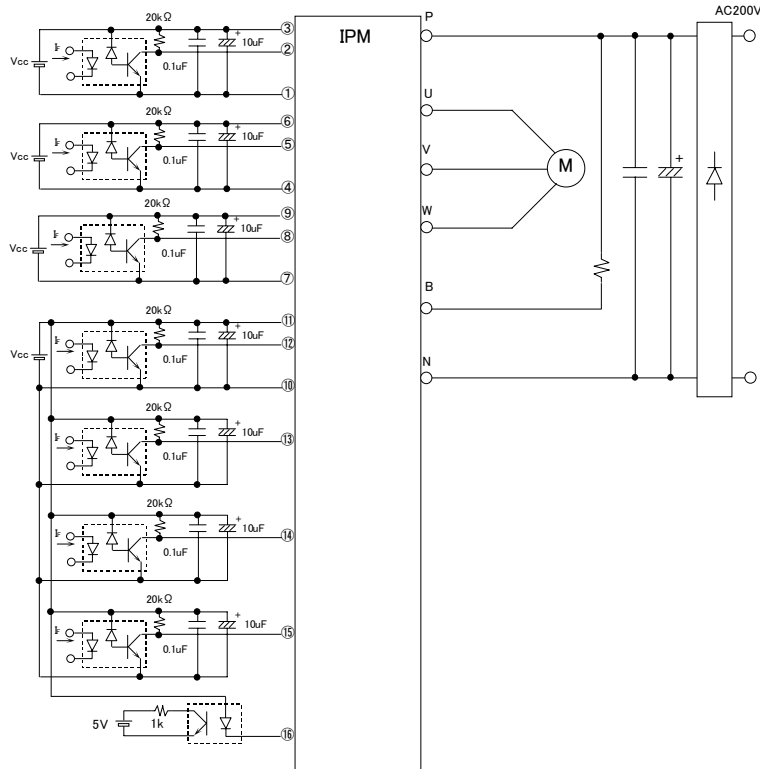 AC200V
IPM
P
U
V
W
B
N
M
+
20kΩ
③
②
①
Vcc
IF
0.1uF
+
10uF
20kΩ
⑥
⑤
④
Vcc
IF
0.1uF
+
10uF
20kΩ
⑨
⑧
⑦
Vcc
IF
0.1uF
+
10uF
20kΩ
⑪
⑫
⑩
Vcc
IF
0.1uF
+
10uF
20kΩ
⑬
IF
0.1uF
+
10uF
20kΩ
⑭
IF
0.1uF
+
10uF
20kΩ
⑮
IF
0.1uF
+
10uF
5V
1k
⑯